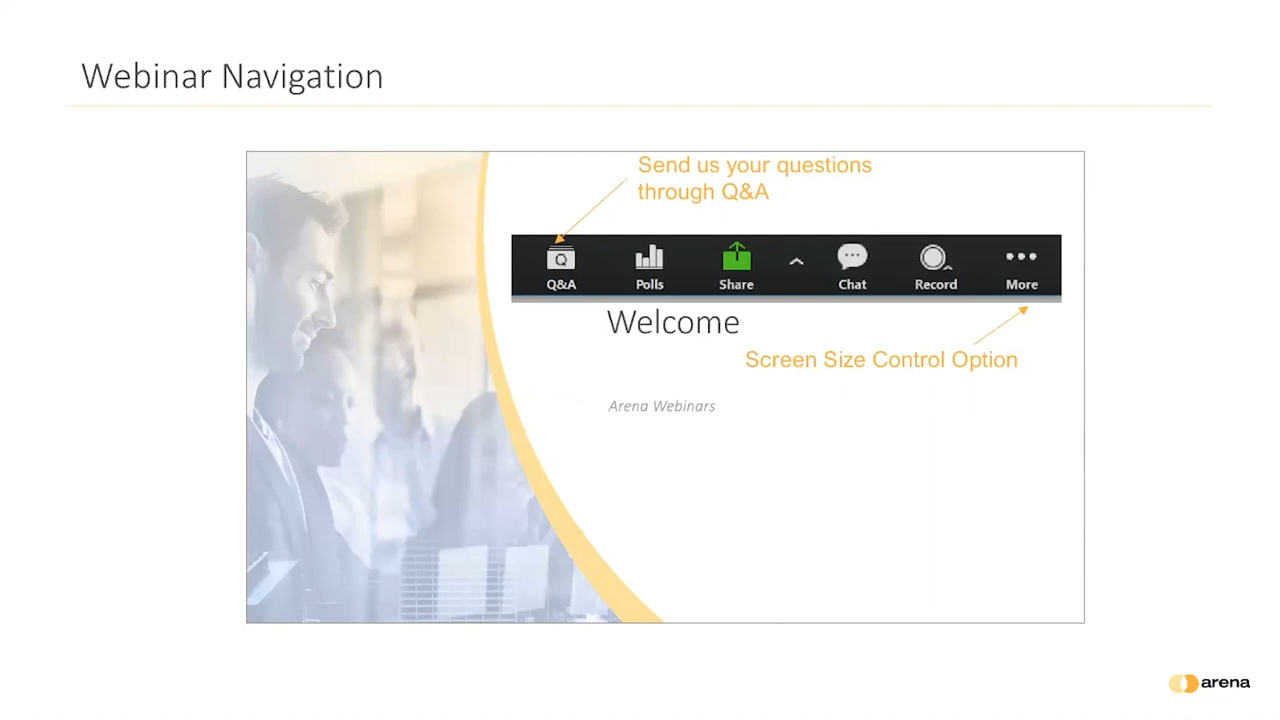 Webinar Navigation
Send us your questions
through Q&A
Q
Q&A
Polls
Share
Chat
Record
More
Welcome
Screen Size Control Option
Arena Webinars
arena